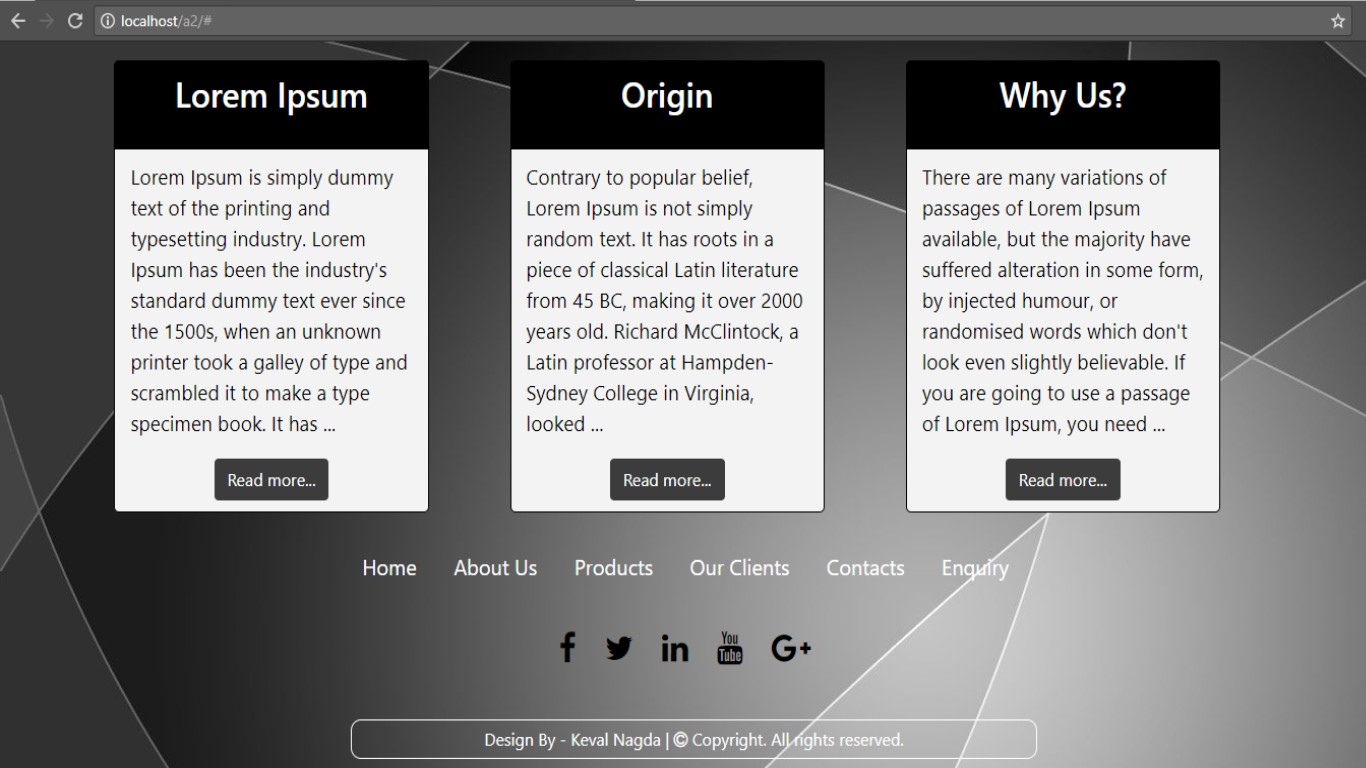 localhost/a2/#
Lorem Ipsum
Lorem Ipsum is simply dummy
text of the printing and
typesetting industry. Lorem
Ipsum has been the industry's
standard dummy text ever since
the 1500s, when an unknown
printer took a galley of type and
scrambled it to make a type
specimen book. It has ...
Read more...
Origin
Contrary to popular belief,
Lorem Ipsum is not simply
random text. It has roots in a
piece of classical Latin literature
from 45 BC, making it over 2000
years old. Richard McClintock, a
Latin professor at Hampden-
Sydney College in Virginia,
looked ...
Read more...
Why Us?
There are many variations of
passages of Lorem Ipsum
available, but the majority have
suffered alteration in some form,
by injected humour, or
randomised words which don't
look even slightly believable. If
you are going to use a passage
of Lorem Ipsum, you need ...
Read more...
Home About Us Products Our Clients Contacts Enquiry
f in You Tube G+
Design By - Keval Nagda | © Copyright. All rights reserved.